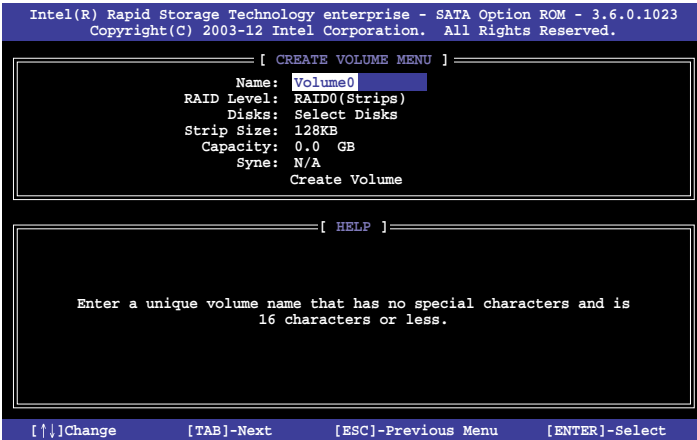 Intel(R) Rapid Storage Technology enterprise - SATA Option ROM - 3.6.0.1023
Copyright(C) 2003-12 Intel Corporation. All Rights Reserved.
[ CREATE VOLUME MENU ]
Name: Volume0
RAID Level: RAID0(Strips)
Disks: Select Disks
Strip Size: 128KB
Capacity: 0.0 GB
Syne: N/A
Create Volume
[ HELP ]
Enter a unique volume name that has no special characters and is
16 characters or less.
[↑↓]Change [TAB]-Next [ESC]-Previous Menu [ENTER]-Select